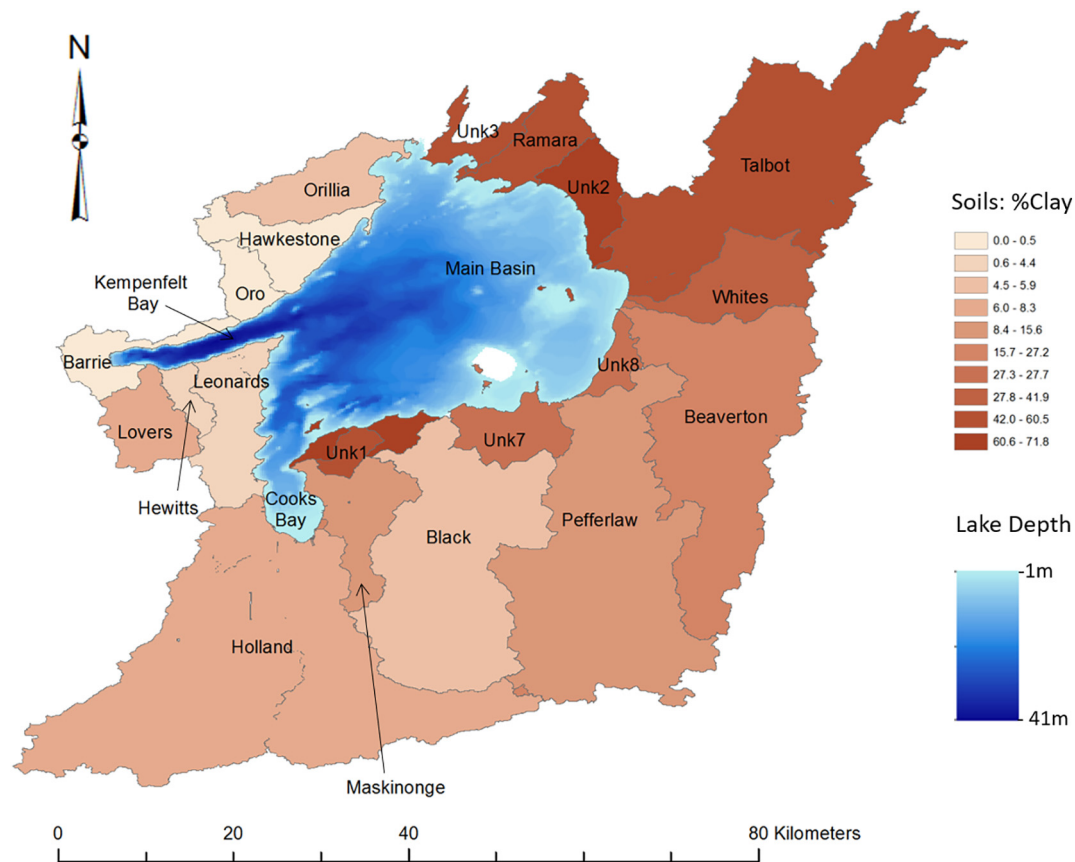 N
Unk3
Ramara
Talbot
Orillia
Unk2
Soils: %Clay
0.0 - 0.5
0.6 - 4.4
4.5 - 5.9
6.0 - 8.3
8.4 - 15.6
15.7 - 27.2
27.3 - 27.7
27.8 - 41.9
42.0 - 60.5
60.6 - 71.8
Hawkestone
Main Basin
Kempenfelt
Bay
Oro
Whites
Barrie
Unk8
Leonards
Beaverton
Lovers
Unk7
Unk1
Hewitts
Cooks
Bay
Pefferlaw
Black
Lake Depth
-1m
- 41m
Holland
Maskinonge
0
20
40
80 Kilometers